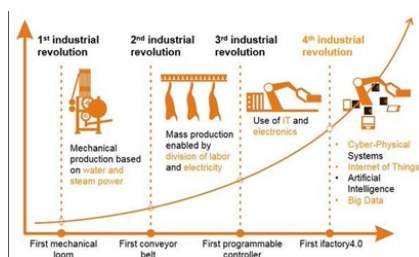 1st industrial
revolution
2nd industrial
revolution
3rd industrial
revolution
4th industrial
revolution
Mechanical
production based
on water and
steam power
Mass production
enabled by
division of labor
and electricity
Use of IT and
electronics
Cyber-Physical
Systems
Internet of Things
Artificial
Intelligence
Big Data
First mechanical
loom
First conveyor
belt
First programmable
controller
First ifactory4.0